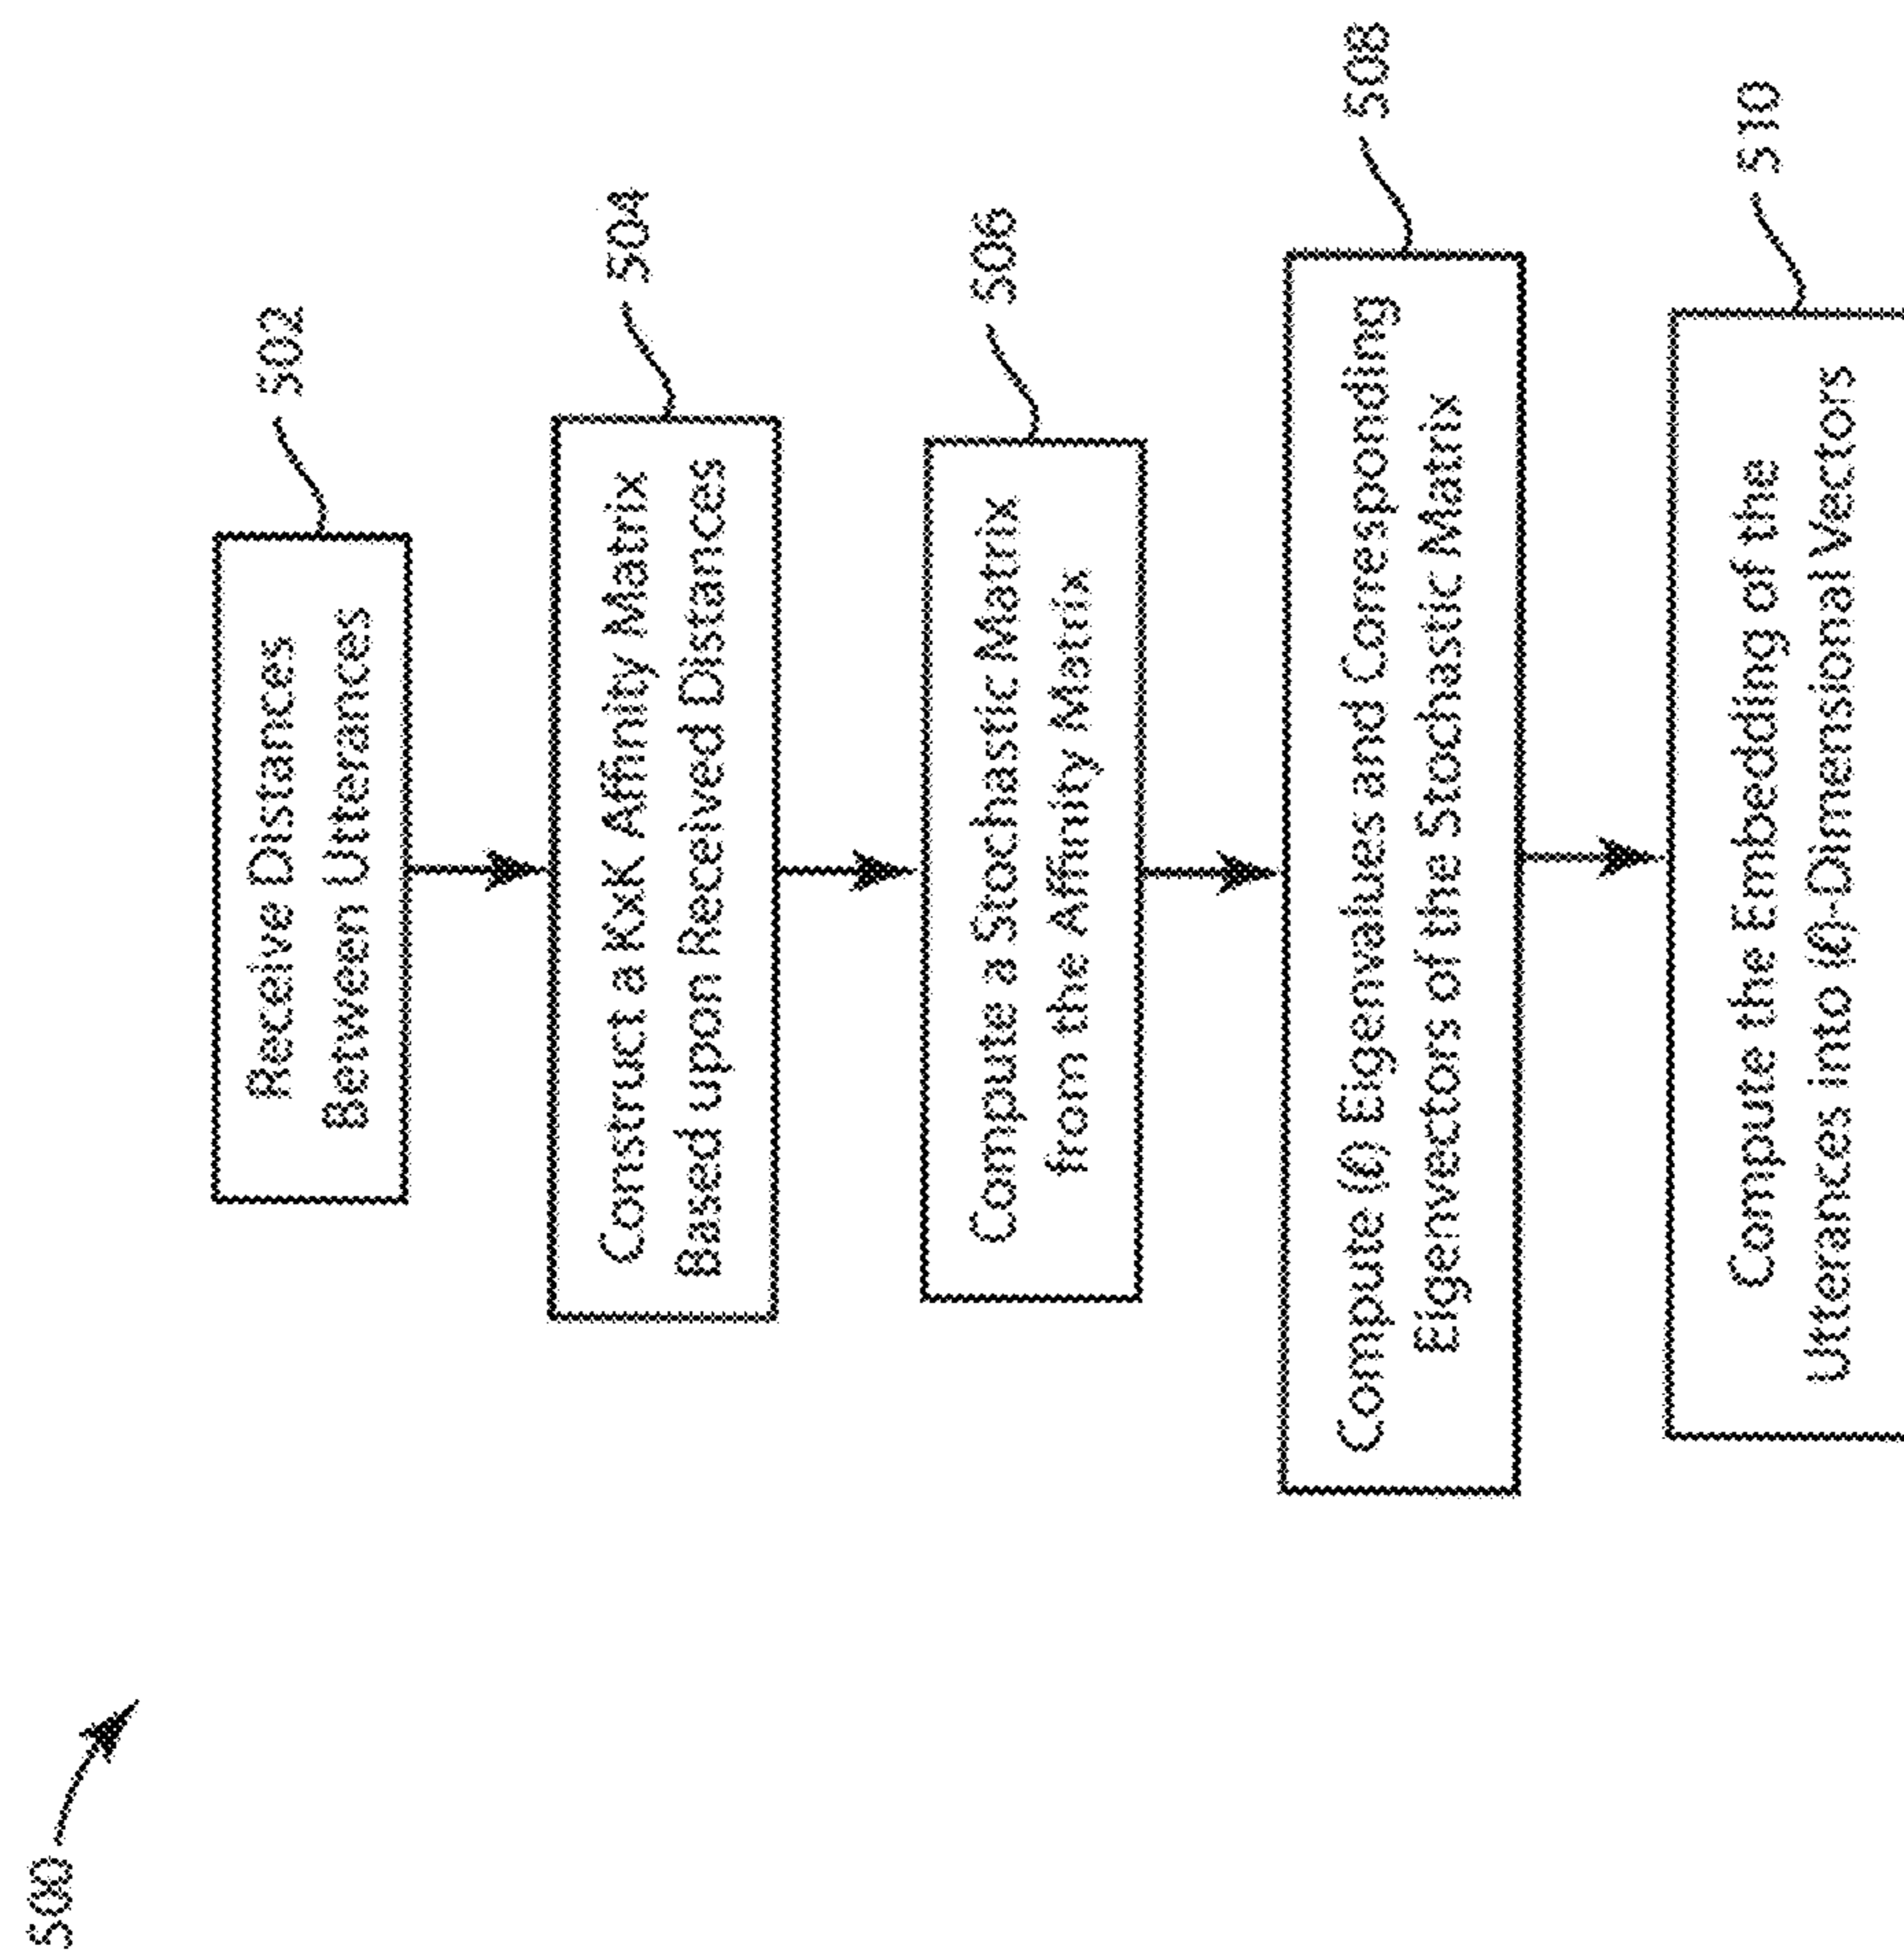 500
502
Receive Distances
Between Utterances
504
Construct a KxK Affinity Matrix
Based upon Received Distances
506
Compute a Stochastic Matrix
from the Affinity Matrix
508
Compute (ℓ) Eigenvalues and Corresponding
Eigenvectors of the Stochastic Matrix
510
Compute the Embedding of the
Utterances into (ℓ)-Dimensional Vectors